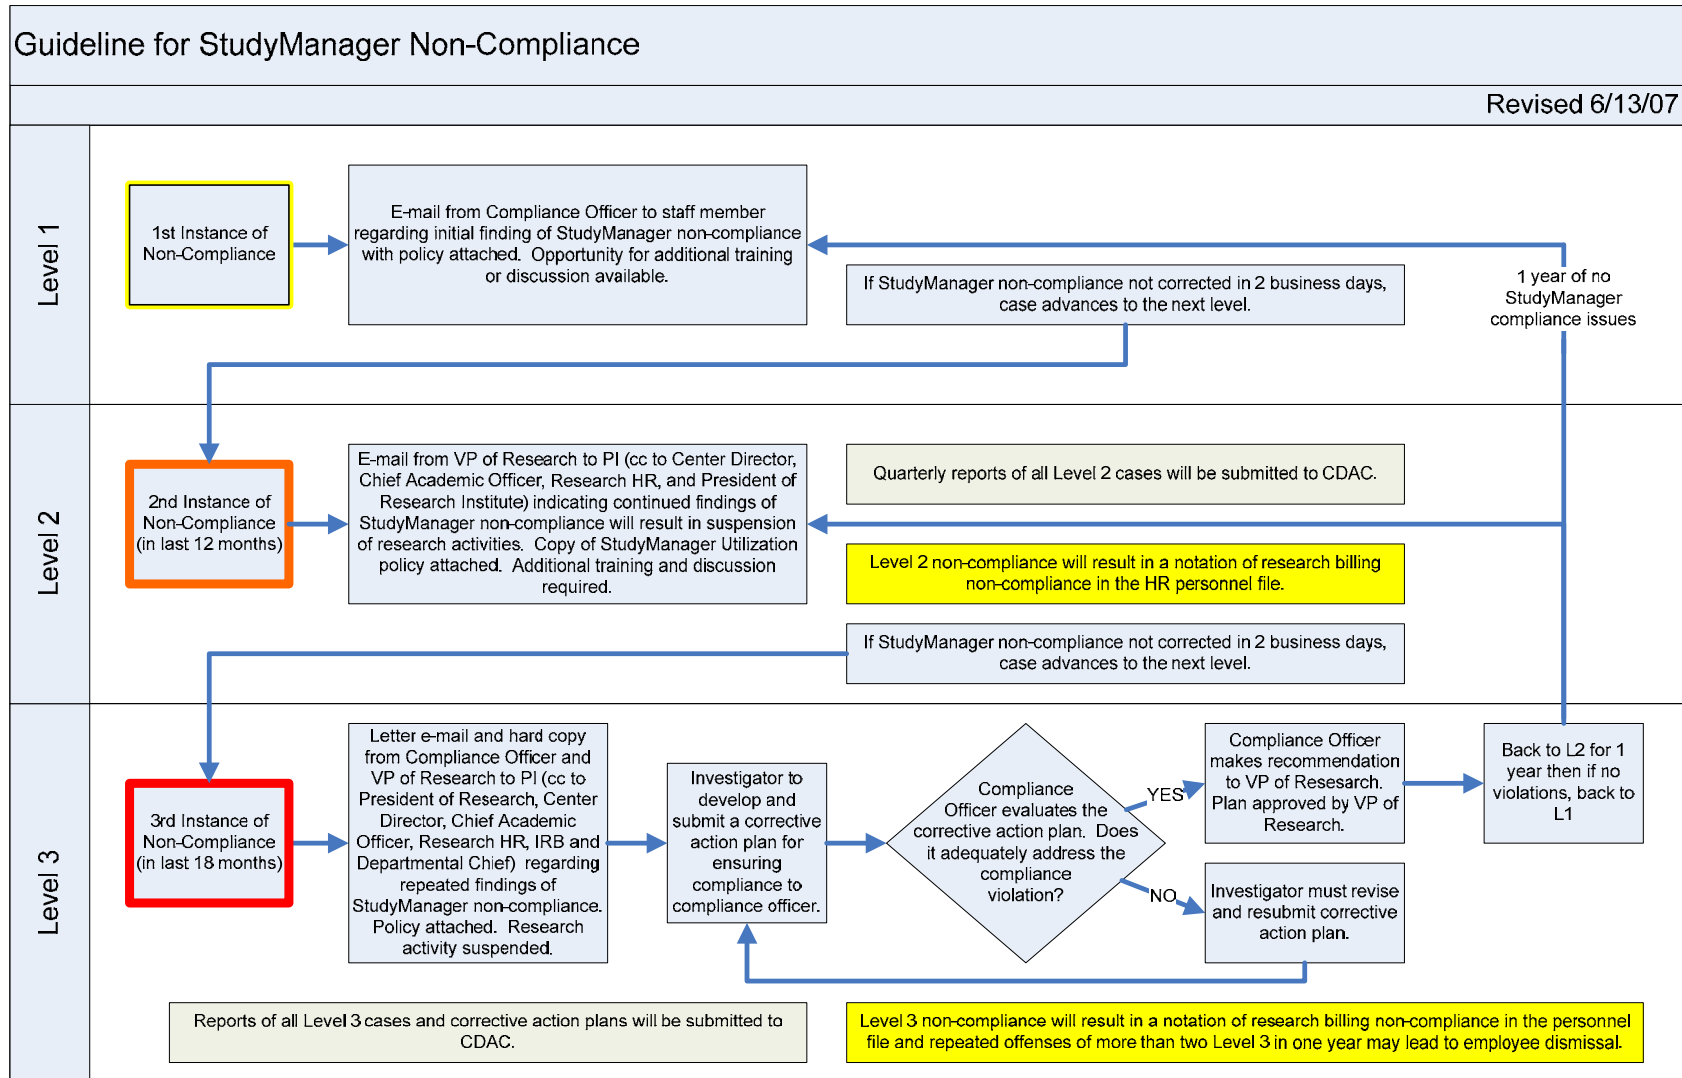 Guideline for StudyManager Non-Compliance
Revised 6/13/07
Level 1
1st Instance of
Non-Compliance
E-mail from Compliance Officer to staff member
regarding initial finding of StudyManager non-compliance
with policy attached. Opportunity for additional training
or discussion available.
If StudyManager non-compliance not corrected in 2 business days,
case advances to the next level.
1 year of no
StudyManager
compliance issues
Level 2
2nd Instance of
Non-Compliance
(in last 12 months)
E-mail from VP of Research to PI (cc to Center Director,
Chief Academic Officer, Research HR, and President of
Research Institute) indicating continued findings of
StudyManager non-compliance will result in suspension
of research activities. Copy of StudyManager Utilization
policy attached. Additional training and discussion
required.
Quarterly reports of all Level 2 cases will be submitted to CDAC.
Level 2 non-compliance will result in a notation of research billing
non-compliance in the HR personnel file.
If StudyManager non-compliance not corrected in 2 business days,
case advances to the next level.
Level 3
3rd Instance of
Non-Compliance
(in last 18 months)
Letter e-mail and hard copy
from Compliance Officer and
VP of Research to PI (cc to
President of Research, Center
Director, Chief Academic
Officer, Research HR, IRB and
Departmental Chief) regarding
repeated findings of
StudyManager non-compliance.
Policy attached. Research
activity suspended.
Investigator to
develop and
submit a corrective
action plan for
ensuring
compliance to
compliance officer.
Compliance
Officer evaluates the
corrective action plan. Does
it adequately address the
compliance
violation?
YES
Compliance Officer
makes recommendation
to VP of Resesarch.
Plan approved by VP of
Research.
Back to L2 for 1
year then if no
violations, back to
L1
NO
Investigator must revise
and resubmit corrective
action plan.
Reports of all Level 3 cases and corrective action plans will be submitted to
CDAC.
Level 3 non-compliance will result in a notation of research billing non-compliance in the personnel
file and repeated offenses of more than two Level 3 in one year may lead to employee dismissal.